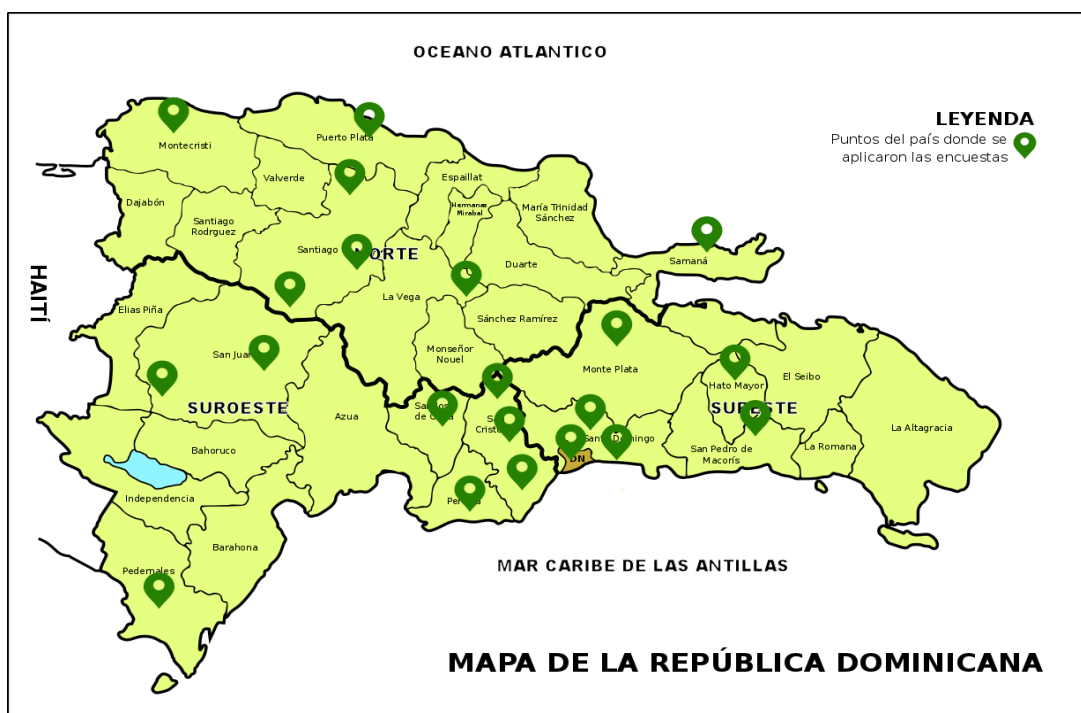 OCEANO ATLANTICO
LEYENDA
Puntos del país donde se
aplicaron las encuestas
Montecristi
Puerto Plata
Valverde
Espaillat
Hermanas
Mirabal
María Trinidad
Sánchez
Dajabón
Santiago
Rodrguez
Santiago
NORTE
Duarte
Samaná
HAITÍ
La Vega
Elias Piña
Sánchez Ramírez
San Juan
Monseñor
Nouel
Monte Plata
Hato Mayor
El Seibo
SUROESTE
Azua
de
San
Cristo
SURESTE
Santo Domingo
La Altagracia
San Pedro de
Macorís
La Romana
Bahoruco
DN
Independencia
Barahona
Pedernales
MAR CARIBE DE LAS ANTILLAS
MAPA DE LA REPÚBLICA DOMINICANA